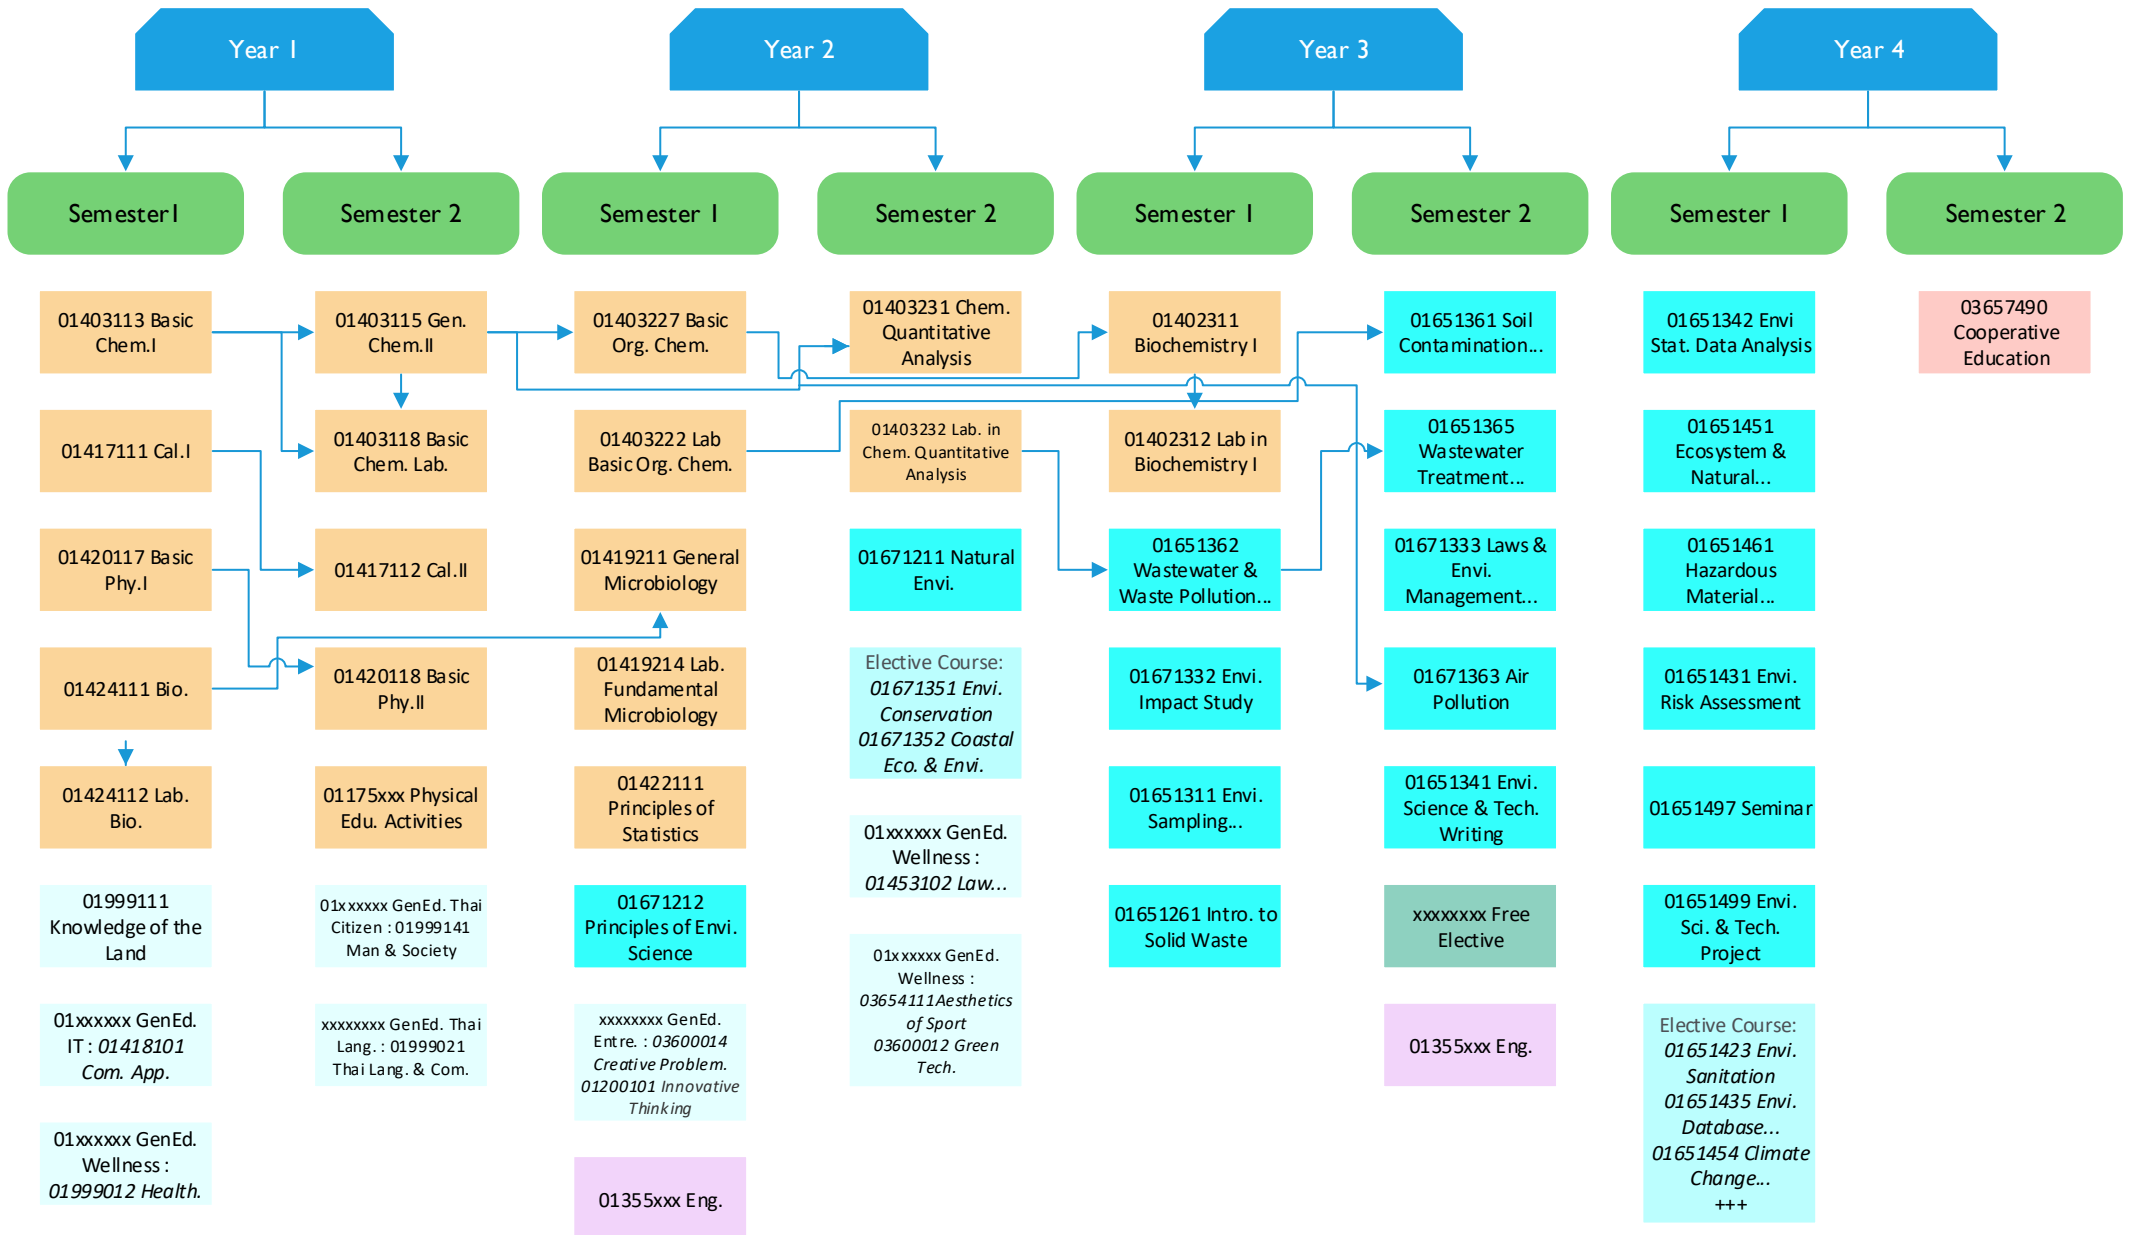 Year 1
Year 2
Year 3
Year 4
Semester1
Semester 2
Semester 1
Semester 2
Semester 1
Semester 2
Semester 1
Semester 2
01403113 Basic
Chem.I
01417111 Cal.I
01420117 Basic
Phy.I
01424111 Bio.
01424112 Lab.
Bio.
01999111
Knowledge of the
Land
01xxxxxx GenEd.
IT : 01418101
Com. App.
01xxxxxx GenEd.
Wellness :
01999012 Health.
01403115 Gen.
Chem.II
01403118 Basic
Chem. Lab.
01417112 Cal.II
01420118 Basic
Phy.II
01175xxx Physical
Edu. Activities
01xxxxxx GenEd. Thai
Citizen : 01999141
Man & Society
xxxxxxxx GenEd. Thai
Lang. : 01999021
Thai Lang. & Com.
01403227 Basic
Org. Chem.
01403222 Lab
Basic Org. Chem.
01419211 General
Microbiology
01419214 Lab.
Fundamental
Microbiology
01422111
Principles of
Statistics
01671212
Principles of Envi.
Science
xxxxxxxx GenEd.
Entre. : 03600014
Creative Problem.
01200101 Innovative
Thinking
01355xxx Eng.
01403231 Chem.
Quantitative
Analysis
01403232 Lab. in
Chem. Quantitative
Analysis
01671211 Natural
Envi.
Elective Course:
01671351 Envi.
Conservation
01671352 Coastal
Eco. & Envi.
01xxxxxx GenEd.
Wellness :
01453102 Law...
01xxxxxx GenEd.
Wellness :
03654111Aesthetics
of Sport
03600012 Green
Tech.
01402311
Biochemistry I
01402312 Lab in
Biochemistry I
01651362
Wastewater &
Waste Pollution...
01671332 Envi.
Impact Study
01651311 Envi.
Sampling...
01651261 Intro. to
Solid Waste
01651361 Soil
Contamination...
01651365
Wastewater
Treatment...
01671333 Laws &
Envi.
Management...
01671363 Air
Pollution
01651341 Envi.
Science & Tech.
Writing
xxxxxxxx Free
Elective
01355xxx Eng.
01651342 Envi
Stat. Data Analysis
01651451
Ecosystem &
Natural...
01651461
Hazardous
Material...
01651431 Envi.
Risk Assessment
01651497 Seminar
01651499 Envi.
Sci. & Tech.
Project
Elective Course:
01651423 Envi.
Sanitation
01651435 Envi.
Database...
01651454 Climate
Change...
+++
03657490
Cooperative
Education